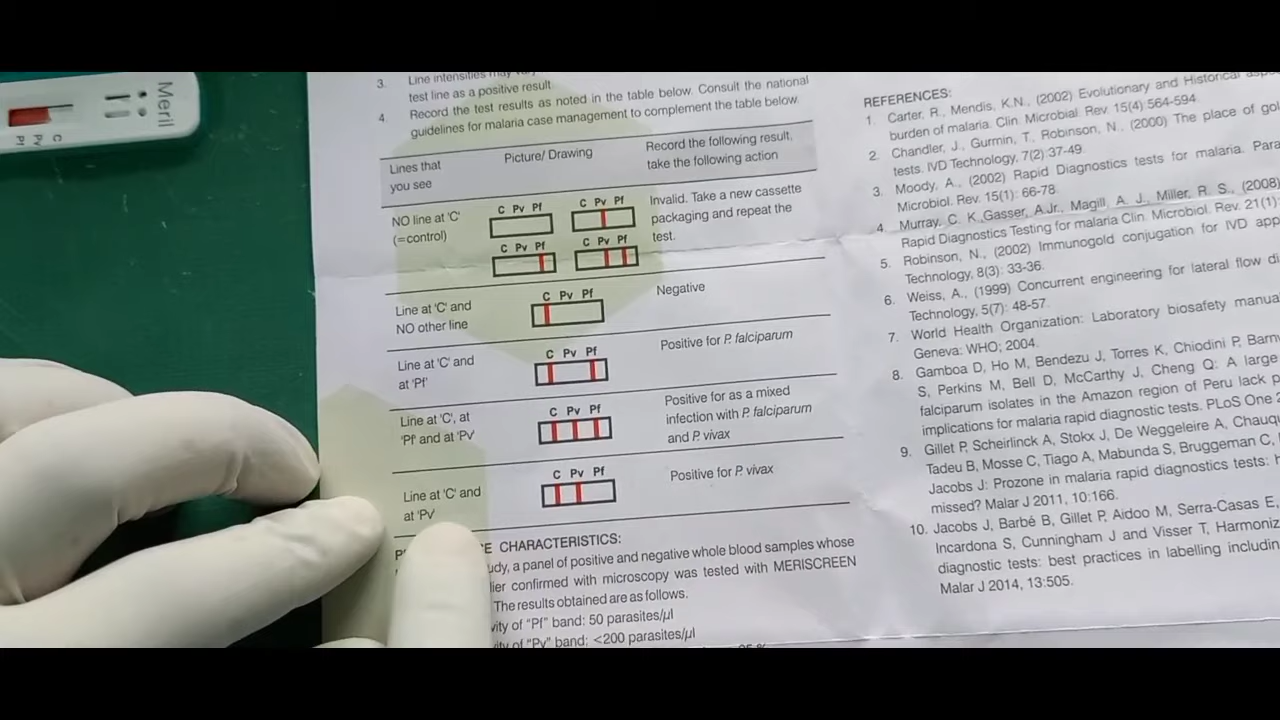 Meril
C
Pv
Pf
3. Line intensities may
test line as a positive result
4. Record the test results as noted in the table below. Consult the national
guidelines for malaria case management to complement the table below
Lines that
you see
Picture/ Drawing
Record the following result,
take the following action
NO line at 'C'
(=control)
C Pv Pf
C Pv Pf
C Pv Pf
C Pv Pf
Invalid. Take a new cassette
packaging and repeat the
test.
Line at 'C' and
NO other line
C Pv Pf
Negative
Line at 'C' and
at 'Pf'
C Pv Pf
Positive for P. falciparum
Line at 'C', at
'Pf' and at 'Pv'
C Pv Pf
Positive for as a mixed
infection with P. falciparum
and P. vivax
Line at 'C' and
at 'Pv'
C Pv Pf
Positive for P. vivax
CHARACTERISTICS:
a panel of positive and negative whole blood samples whose
confirmed with microscopy was tested with MERISCREEN
The results obtained are as follows.
of "Pf" band: 50 parasites/µl
of "Pv" band: <200 parasites/µl
REFERENCES:
1. Carter, R., Mendis, K.N., (2002) Evolutionary and Historical
burden of malaria. Clin. Microbial. Rev. 15(4):564-594
2. Chandler, J., Gurmin, T., Robinson, N., (2000) The place of
tests. IVD Technology, 7(2):37-49.
3. Moody, A., (2002) Rapid Diagnostics tests for malaria.
Microbiol. Rev. 15(1): 66-78.
4. Murray, C. K.,Gasser, A.Jr., Magill, A. J., Miller, R. S., (2008)
Rapid Diagnostics Testing for malaria Clin. Microbiol. Rev. 21(1):
5. Robinson, N., (2002) Immunogold conjugation for IVD
Technology, 8(3): 33-36.
6. Weiss, A., (1999) Concurrent engineering for lateral flow
Technology, 5(7): 48-57.
7. World Health Organization: Laboratory biosafety
Geneva: WHO; 2004.
8. Gamboa D, Ho M, Bendezu J, Torres K, Chiodini P,
S, Perkins M, Bell D, McCarthy J, Cheng Q: A large
falciparum isolates in the Amazon region of Peru lack
implications for malaria rapid diagnostic tests. PLoS One
9. Gillet P, Scheirlinck A, Stokx J, De Weggeleire A,
Tadeu B, Mosse C, Tiago A, Mabunda S, Bruggeman C,
Jacobs J: Prozone in malaria rapid diagnostics tests:
missed? Malar J 2011, 10:166.
10. Jacobs J, Barbé B, Gillet P, Aidoo M, Serra-Casas E,
Incardona S, Cunningham J and Visser T,
diagnostic tests: best practices in labelling
Malar J 2014, 13:505.